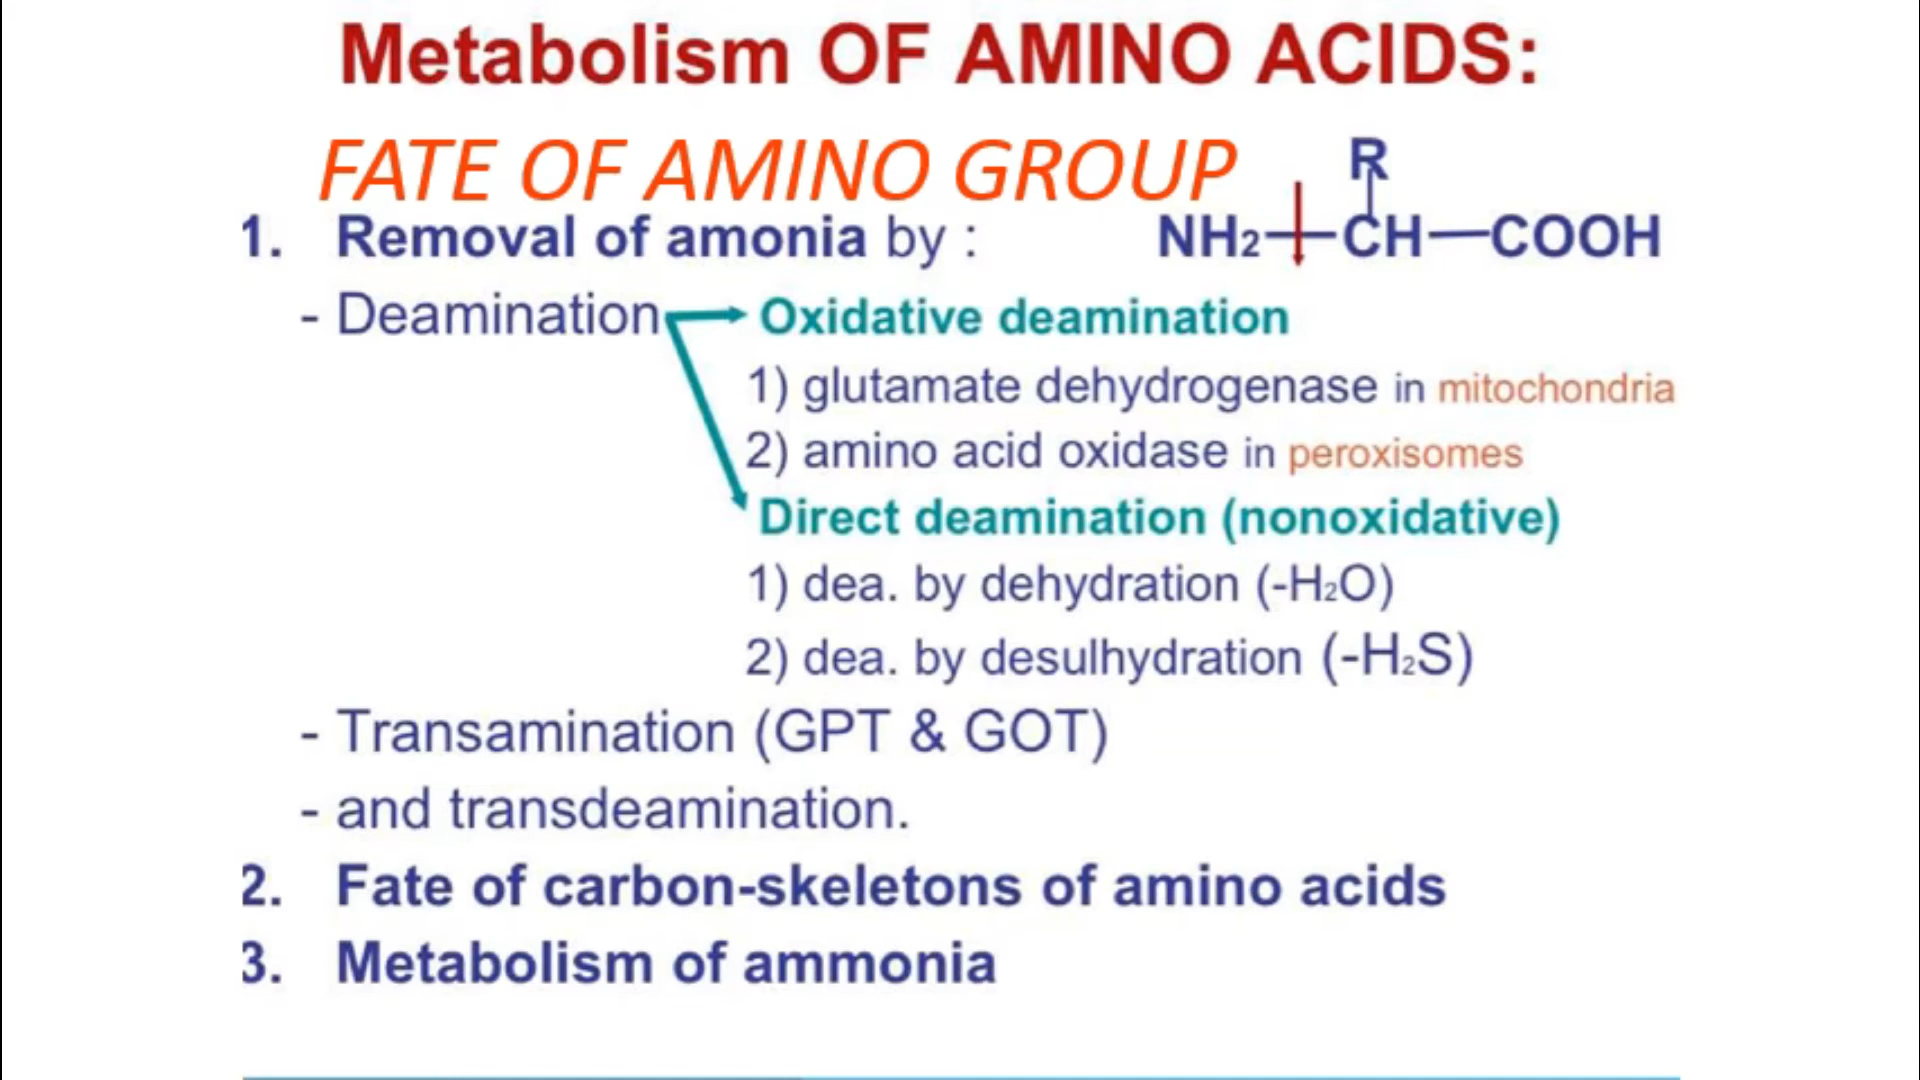 Metabolism OF AMINO ACIDS:
FATE OF AMINO GROUP
R
1. Removal of amonia by : NH2—CH—COOH
- Deamination Oxidative deamination
1) glutamate dehydrogenase in mitochondria
2) amino acid oxidase in peroxisomes
Direct deamination (nonoxidative)
1) dea. by dehydration (-H2O)
2) dea. by desulhydration (-H2S)
- Transamination (GPT & GOT)
- and transdeamination.
2. Fate of carbon-skeletons of amino acids
3. Metabolism of ammonia